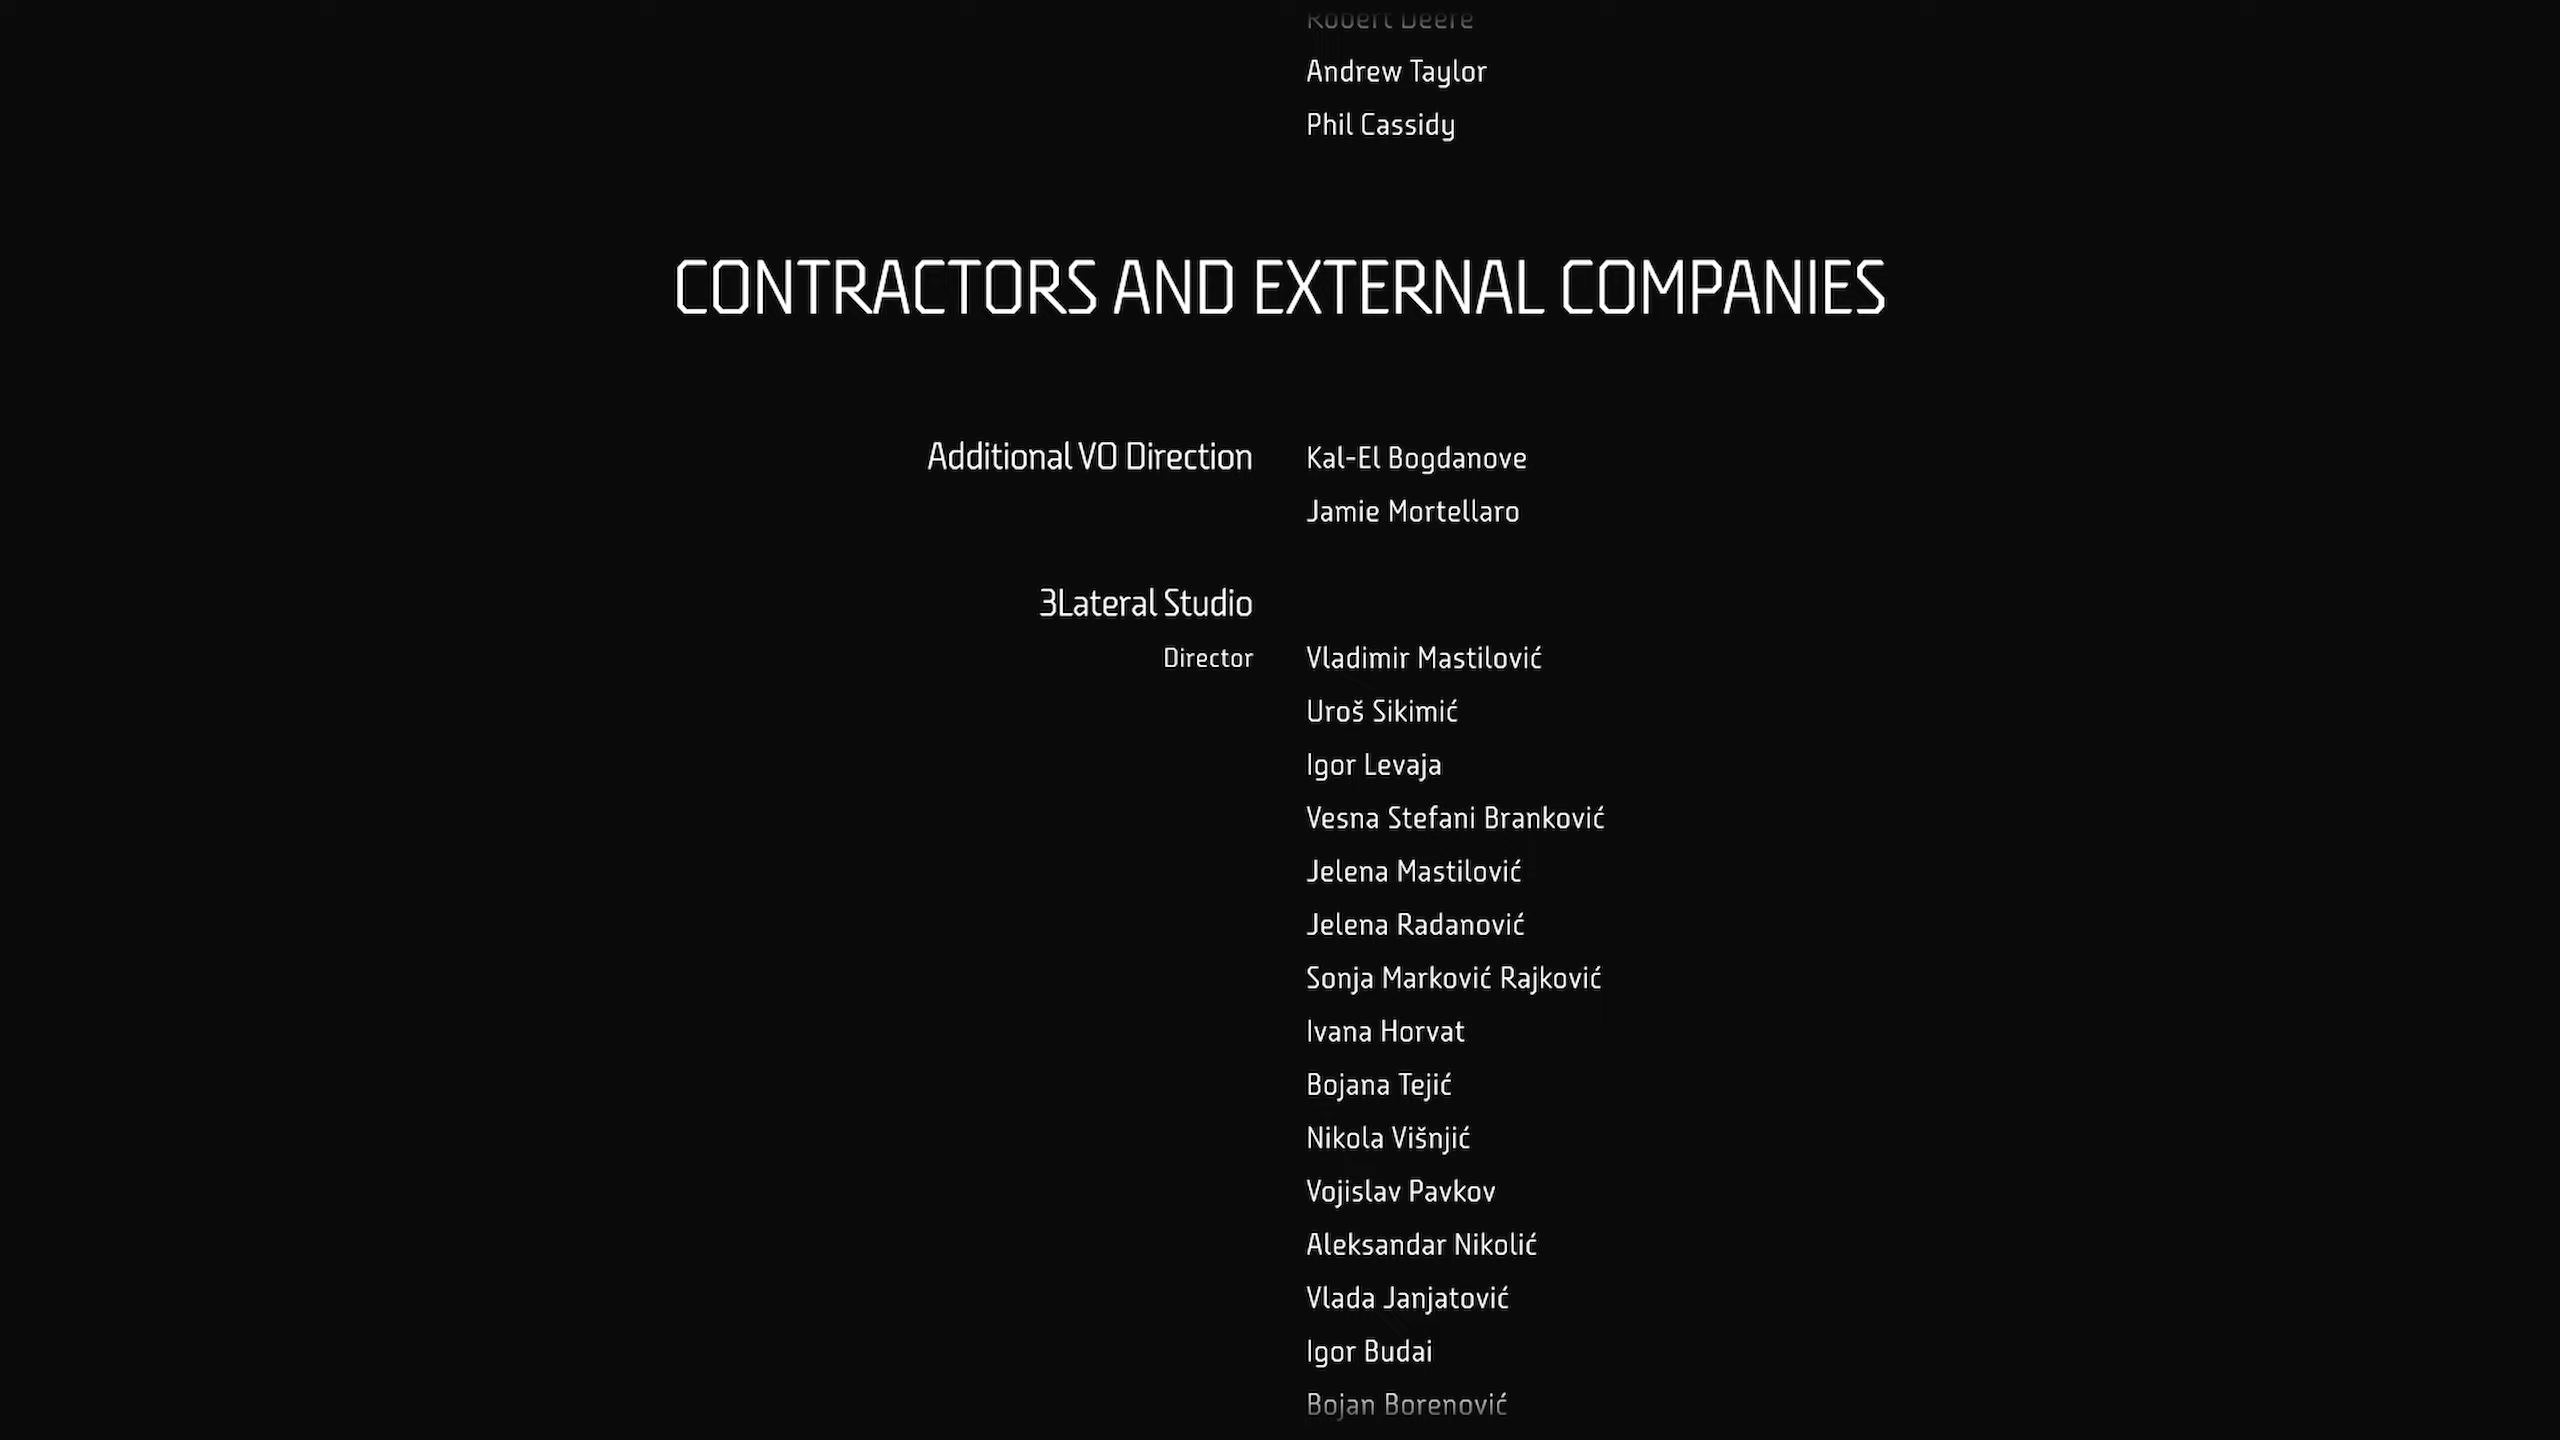 Robert Deere
Andrew Taylor
Phil Cassidy
CONTRACTORS AND EXTERNAL COMPANIES
Additional VO Direction Kal-El Bogdanove
Jamie Mortellaro
3Lateral Studio
Director Vladimir Mastilović
Uroš Sikimić
Igor Levaja
Vesna Stefani Branković
Jelena Mastilović
Jelena Radanović
Sonja Marković Rajković
Ivana Horvat
Bojana Tejić
Nikola Višnjić
Vojislav Pavkov
Aleksandar Nikolić
Vlada Janjatović
Igor Budai
Bojan Borenović